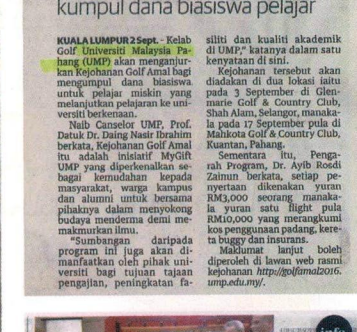 kumpul dana biasiswa pelajar
KUALA LUMPUR 2 Sept. - Kelab
Golf Universiti Malaysia Pa-
hang (UMP) akan menganjur-
kan Kejohanan Golf Amal bagi
mengumpul dana biasiswa
untuk pelajar miskin yang
melanjutkan pelajaran ke uni-
versiti berkenaan.
Naib Canselor UMP, Prof.
Datuk Dr. Daing Nasir Ibrahim
berkata, Kejohanan Golf Amal
itu adalah inisiatif MyGift
UMP yang diperkenalkan se-
bagai kemudahan kepada
masyarakat, warga kampus
dan alumni untuk bersama
pihaknya dalam menyokong
budaya menderma demi me-
makmurkan ilmu.
"Sumbangan daripada
program ini juga akan di-
manfaatkan oleh pihak uni-
versiti bagi tujuan tajaan
pengajian, peningkatan fa-
siliti dan kualiti akademik
di UMP," katanya dalam satu
kenyataan di sini.
Kejohanan tersebut akan
diadakan di dua lokasi iaitu
pada 3 September di Glen-
marie Golf & Country Club,
Shah Alam, Selangor, manaka-
la pada 17 September pula di
Mahkota Golf & Country Club,
Kuantan, Pahang.
Sementara itu, Penga-
rah Program, Dr. Ayib Rosdi
Zainun berkata, setiap pe-
nyertaan dikenakan yuran
RM3,000 seorang manaka-
la yuran satu flight pula
RM10,000 yang merangkumi
kos penggunaan padang, kere-
ta buggy dan insurans.
Maklumat lanjut boleh
diperoleh di lawan web rasmi
kejohanan http://golfamal2016.
ump.edu.my/.